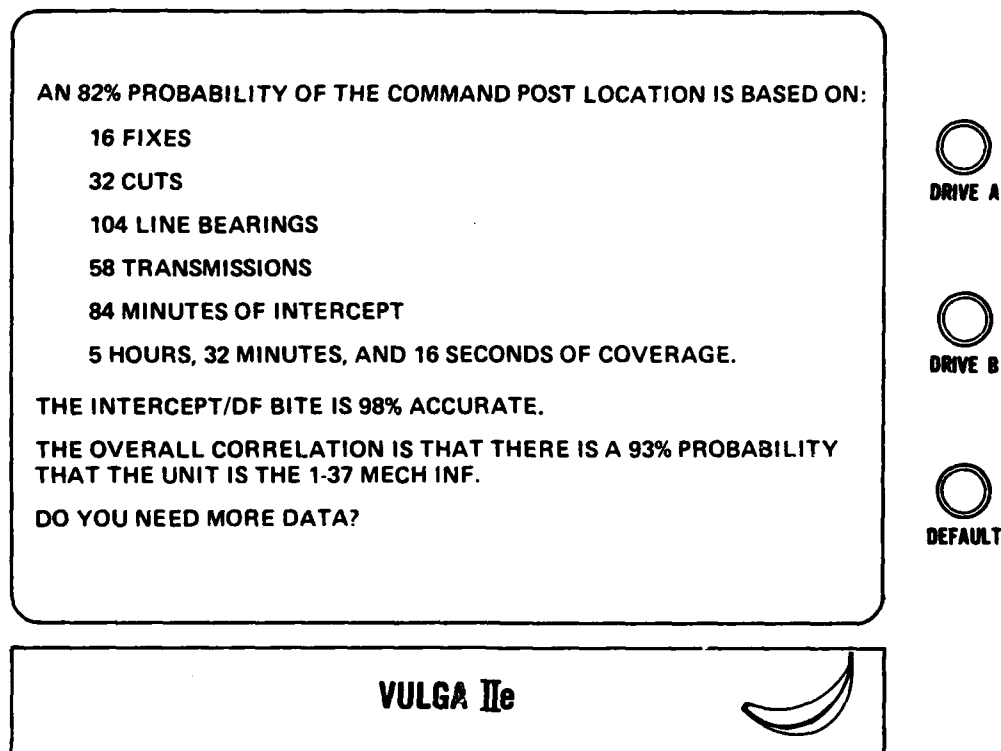 AN 82% PROBABILITY OF THE COMMAND POST LOCATION IS BASED ON:
16 FIXES
32 CUTS
104 LINE BEARINGS
58 TRANSMISSIONS
84 MINUTES OF INTERCEPT
5 HOURS, 32 MINUTES, AND 16 SECONDS OF COVERAGE.
THE INTERCEPT/DF BITE IS 98% ACCURATE.
THE OVERALL CORRELATION IS THAT THERE IS A 93% PROBABILITY
THAT THE UNIT IS THE 1-37 MECH INF.
DO YOU NEED MORE DATA?
DRIVE A
DRIVE B
DEFAULT
VULGA IIe